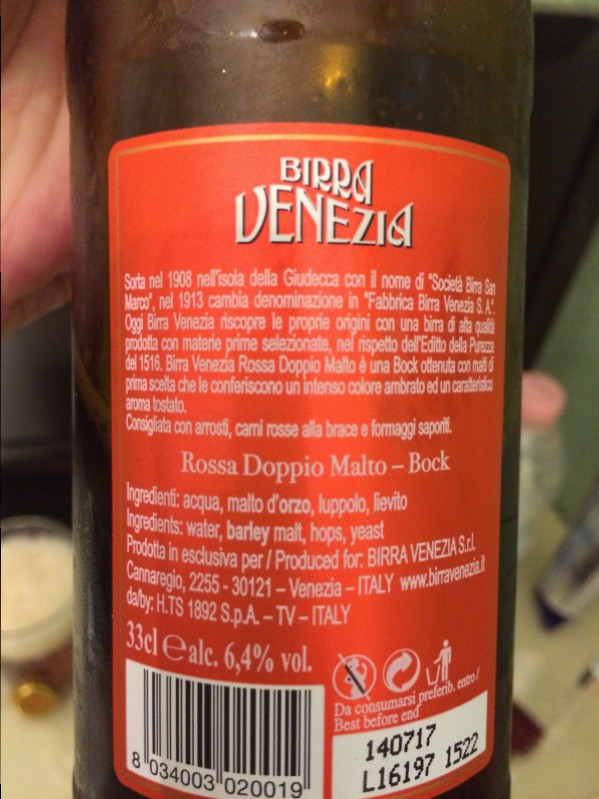 BIRRA
VENEZIA
Sorta nel 1908 nell'isola della Giudecca con il nome di "Società Birra San
Marco", nel 1913 cambia denominazione in "Fabbrica Birra Venezia S. A.".
Oggi Birra Venezia riscopre le proprie origini con una birra di alta qualità
prodotta con materie prime selezionate, nel rispetto dell'Editto della Purezza
del 1516. Birra Venezia Rossa Doppio Malto è una Bock ottenuta con malti di
prima scelta che le conferiscono un intenso colore ambrato ed un caratteristico
aroma tostato.
Consigliata con arrosti, carni rosse alla brace e formaggi saporiti.
Rossa Doppio Malto – Bock
Ingredienti: acqua, malto d'orzo, luppolo, lievito
Ingredients: water, barley malt, hops, yeast
Prodotta in esclusiva per / Produced for: BIRRA VENEZIA S.r.l.
Cannaregio, 2255 - 30121 – Venezia – ITALY www.birravenezia.it
da/by: H.TS 1892 S.p.A. – TV – ITALY
33cl e alc. 6,4% vol.
Da consumarsi preferib. entro /
Best before end
140717
L16197 1522
8 034003 020019